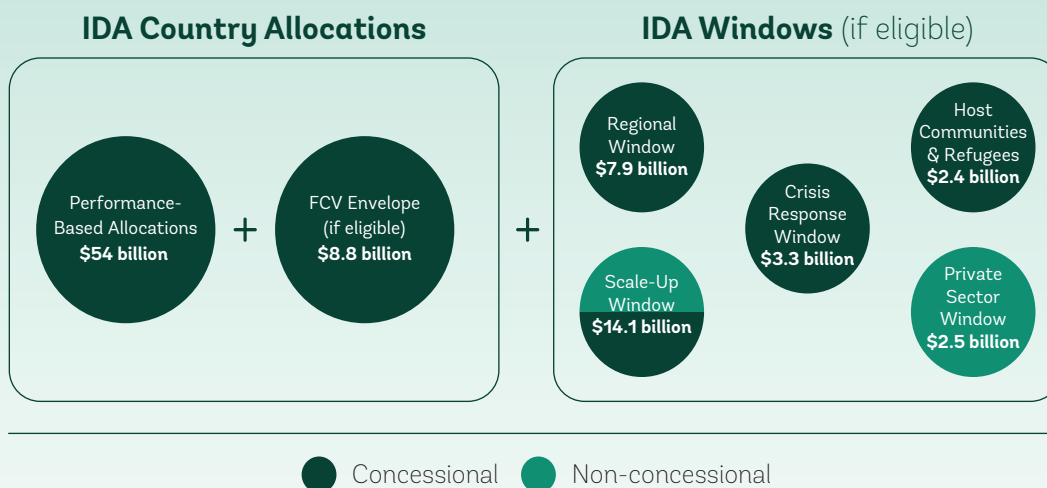 IDA Country Allocations
Performance-
Based Allocations
$54 billion
+
FCV Envelope
(if eligible)
$8.8 billion
+
IDA Windows (if eligible)
Regional
Window
$7.9 billion
Host
Communities
& Refugees
$2.4 billion
Crisis
Response
Window
$3.3 billion
Scale-Up
Window
$14.1 billion
Private
Sector
Window
$2.5 billion
Concessional
Non-concessional